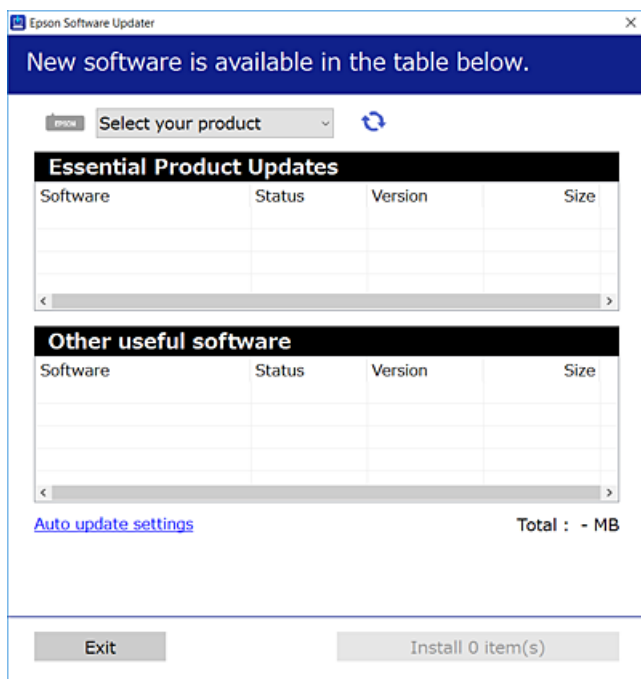 Epson Software Updater
New software is available in the table below.
EPSON Select your product
Essential Product Updates
Software Status Version Size
Other useful software
Software Status Version Size
Auto update settings Total : - MB
Exit Install 0 item(s)